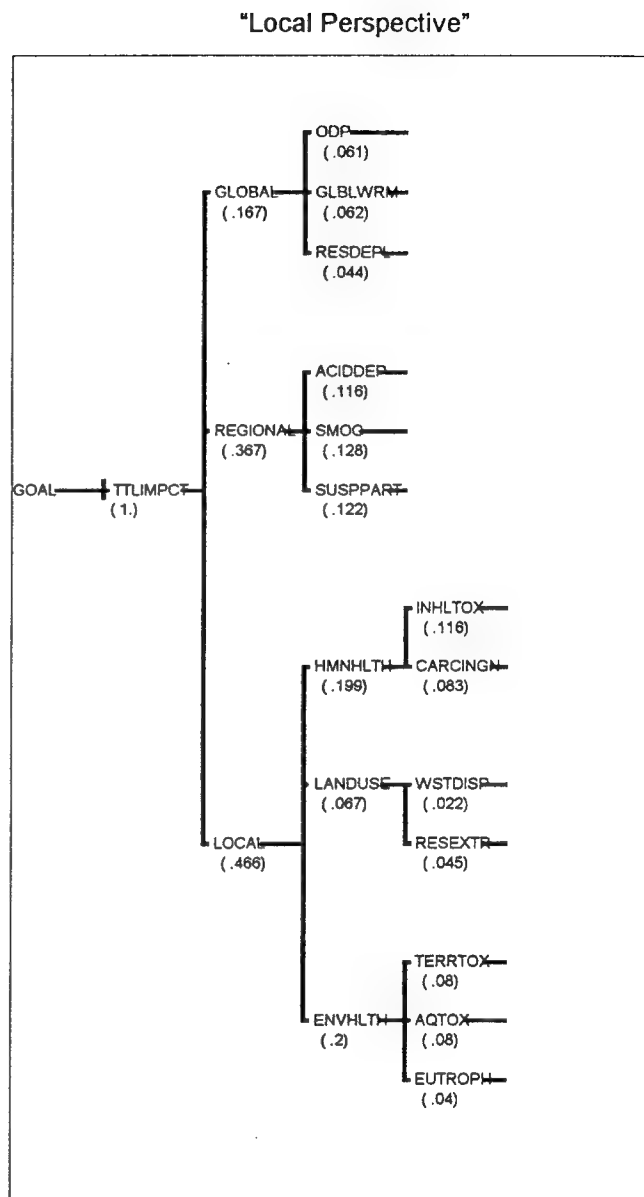 "Local Perspective"
ODP
(.061)
GLOBAL
(.167)
GLBLWRM
(.062)
RESDEPL
(.044)
ACIDDEP
(.116)
REGIONAL
(.367)
SMOG
(.128)
GOAL
TTLIMPCT
(1.)
SUSPPART
(.122)
INHLTOX
(.116)
HMNHLTH
(.199)
CARCINGN
(.083)
LANDUSE
(.067)
WSTDISP
(.022)
LOCAL
(.466)
RESEXTR
(.045)
TERRTOX
(.08)
ENVHLTH
(.2)
AQTOX
(.08)
EUTROPH
(.04)